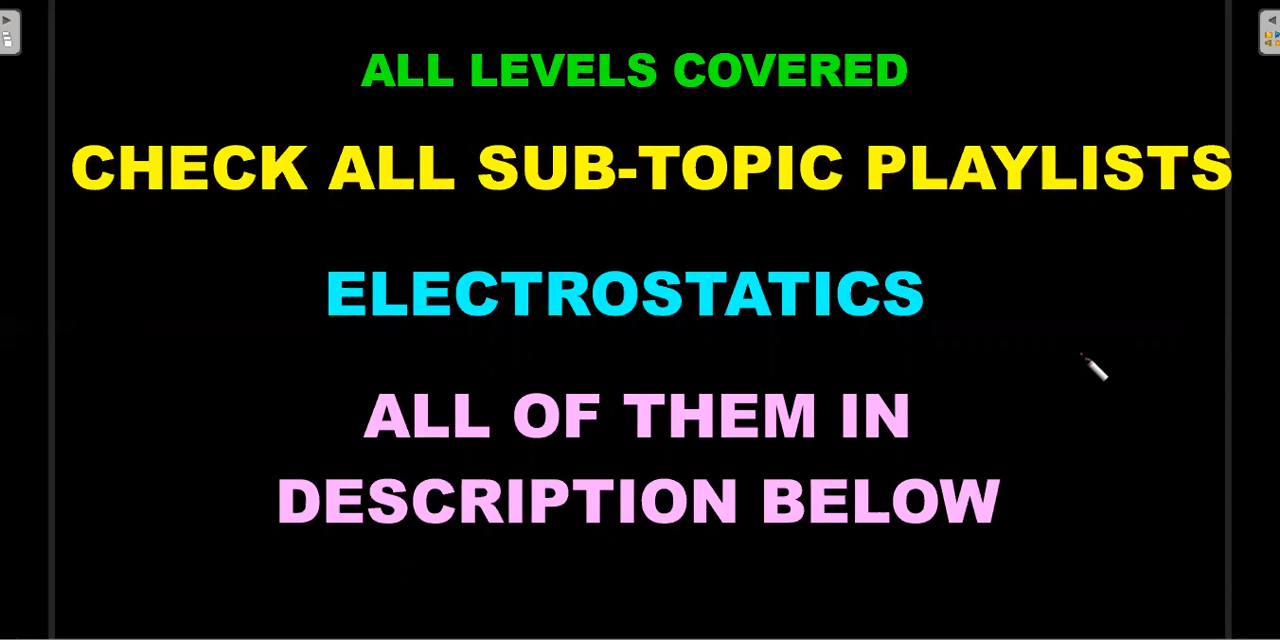 ALL LEVELS COVERED
CHECK ALL SUB-TOPIC PLAYLISTS
ELECTROSTATICS
ALL OF THEM IN
DESCRIPTION BELOW